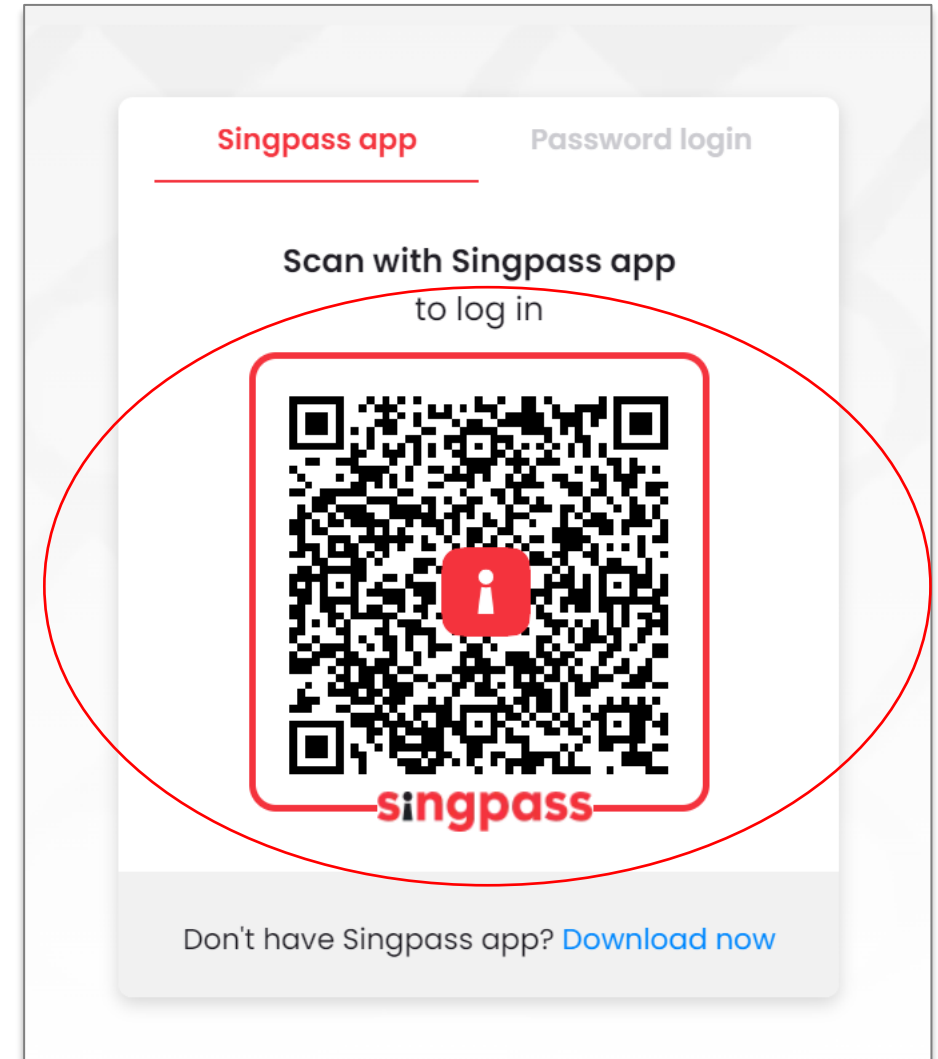 Singpass app Password login
Scan with Singpass app
to log in
singpass
Don't have Singpass app? Download now